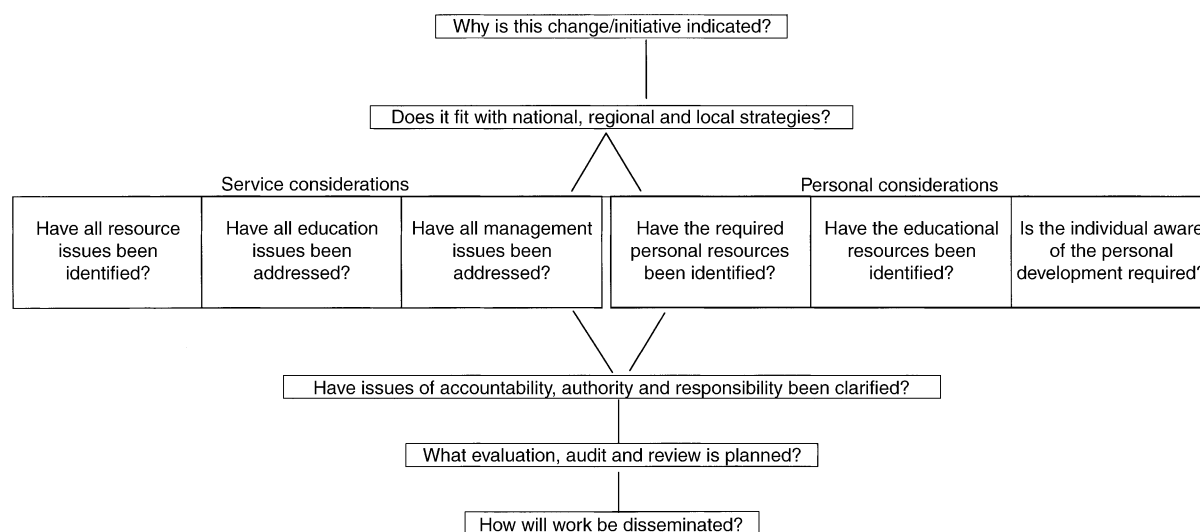 Why is this change/initiative indicated?
Does it fit with national, regional and local strategies?
Service considerations
Have all resource
issues been
identified?
Have all education
issues been
addressed?
Have all management
issues been
addressed?
Personal considerations
Have the required
personal resources
been identified?
Have the educational
resources been
identified?
Is the individual aware
of the personal
development required?
Have issues of accountability, authority and responsibility been clarified?
What evaluation, audit and review is planned?
How will work be disseminated?